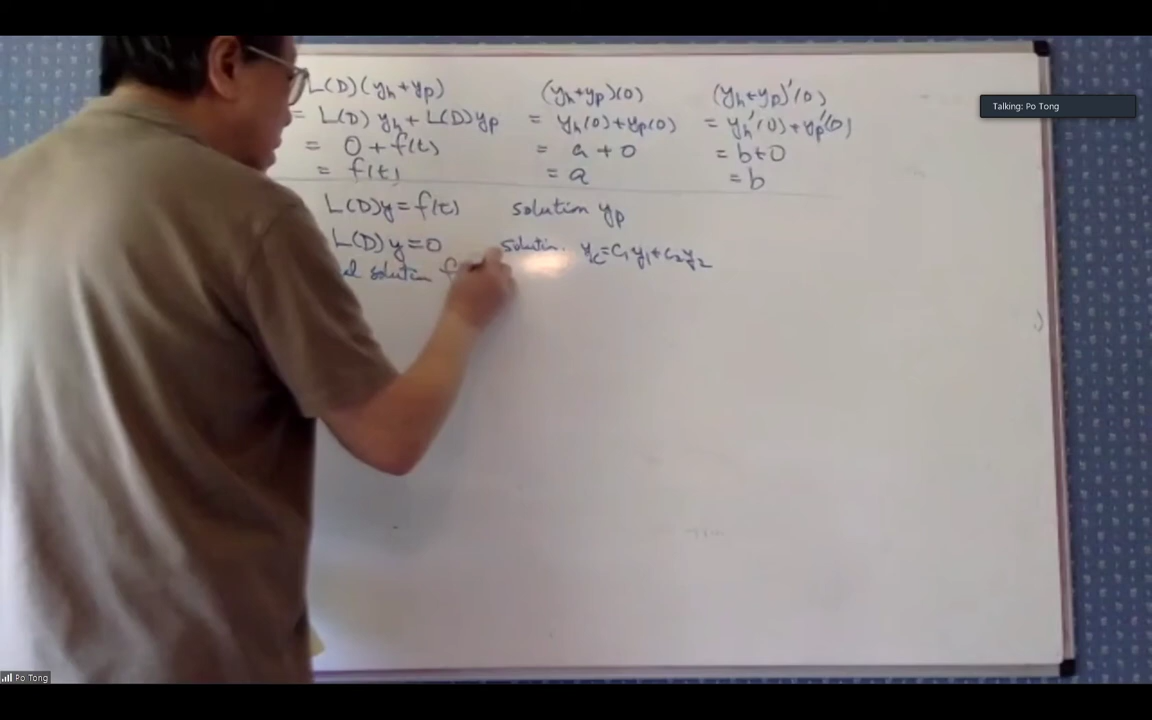 L(D)(yₕ+yₚ)
= L(D) yₕ + L(D)yₚ
= 0 + f(t)
= f(t)
(yₕ+yₚ)(0)
= yₕ(0)+yₚ(0)
= a + 0
= a
(yₕ+yₚ)'(0)
= yₕ'(0)+yₚ'(0)
= b+0
= b
L(D)y = f(t) solution yₚ
L(D)y = 0 solution y_c = c₁y₁+c₂y₂
solution f
Talking: Po Tong
Po Tong